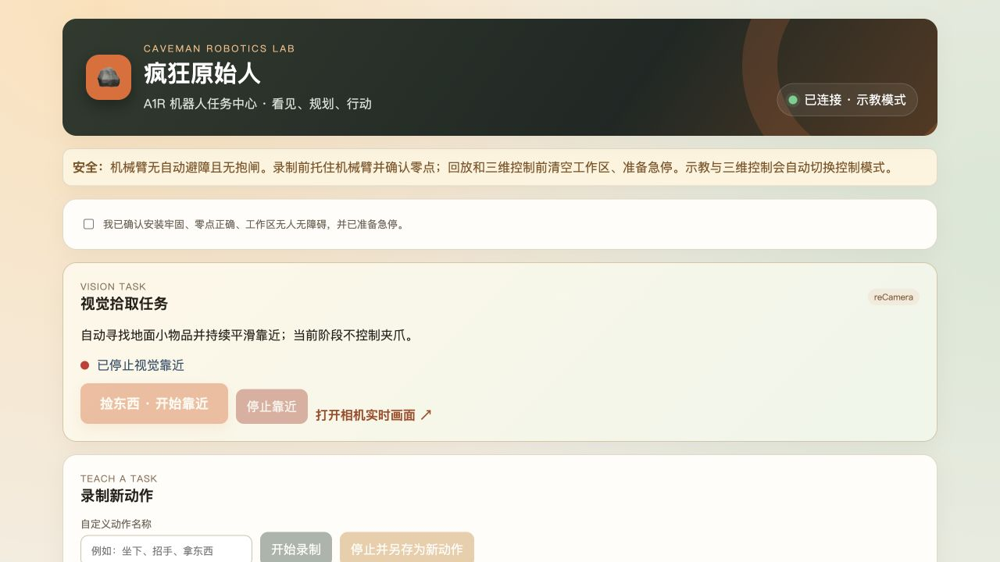 CAVEMAN ROBOTICS LAB
疯狂原始人
A1R 机器人任务中心 · 看见、规划、行动
已连接 · 示教模式
安全：机械臂无自动避障且无抱闸。录制前托住机械臂并确认零点；回放和三维控制前清空工作区、准备急停。示教与三维控制会自动切换控制模式。
我已确认安装牢固、零点正确、工作区无人无障碍，并已准备急停。
VISION TASK
视觉拾取任务
reCamera
自动寻找地面小物品并持续平滑靠近；当前阶段不控制夹爪。
已停止视觉靠近
捡东西 · 开始靠近
停止靠近
打开相机实时画面 ↗
TEACH A TASK
录制新动作
自定义动作名称
例如：坐下、招手、拿东西
开始录制
停止并另存为新动作